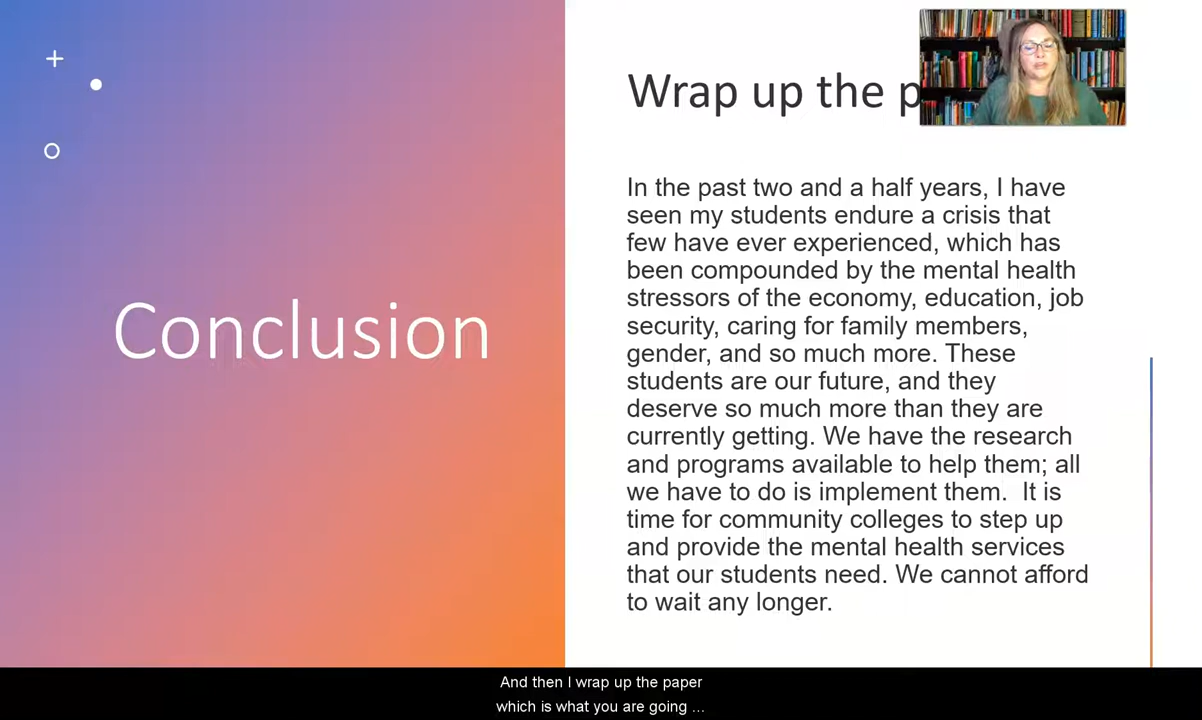 Conclusion
Wrap up the p
In the past two and a half years, I have
seen my students endure a crisis that
few have ever experienced, which has
been compounded by the mental health
stressors of the economy, education, job
security, caring for family members,
gender, and so much more. These
students are our future, and they
deserve so much more than they are
currently getting. We have the research
and programs available to help them; all
we have to do is implement them.  It is
time for community colleges to step up
and provide the mental health services
that our students need. We cannot afford
to wait any longer.
And then I wrap up the paper
which is what you are going ...